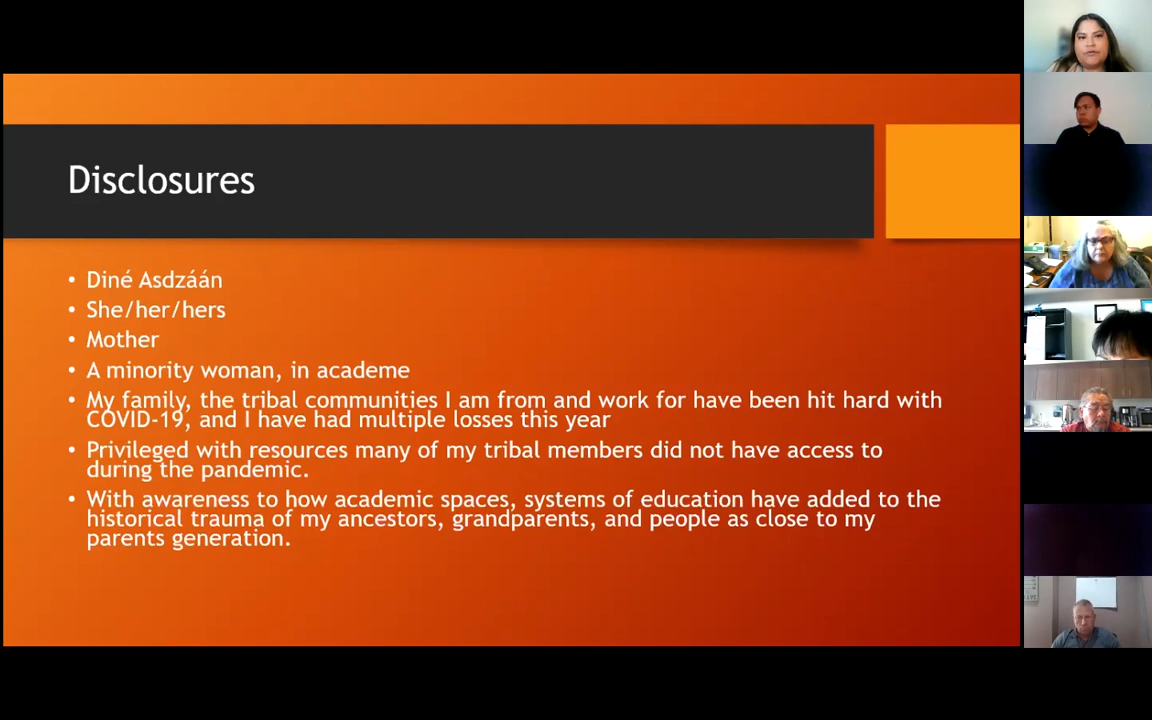 Disclosures
• Diné Asdzáán
• She/her/hers
• Mother
• A minority woman, in academe
• My family, the tribal communities I am from and work for have been hit hard with
COVID-19, and I have had multiple losses this year
• Privileged with resources many of my tribal members did not have access to
during the pandemic.
• With awareness to how academic spaces, systems of education have added to the
historical trauma of my ancestors, grandparents, and people as close to my
parents generation.